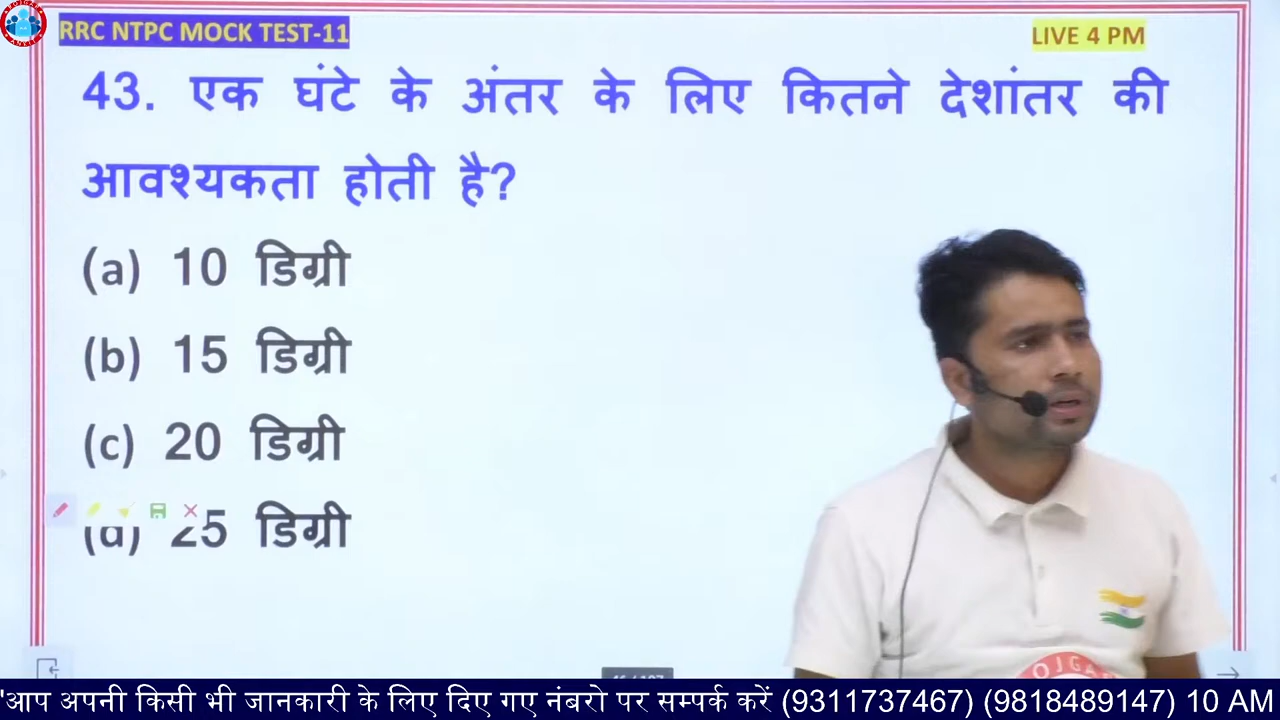 RRC NTPC MOCK TEST-11
LIVE 4 PM
43. एक घंटे के अंतर के लिए कितने देशांतर की
आवश्यकता होती है?
(a) 10 डिग्री
(b) 15 डिग्री
(c) 20 डिग्री
(d) 25 डिग्री
'आप अपनी किसी भी जानकारी के लिए दिए गए नंबरो पर सम्पर्क करें (9311737467) (9818489147) 10 AM